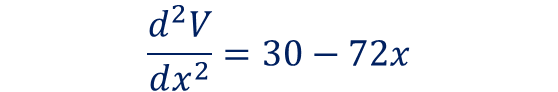 d²V/dx² = 30 − 72x